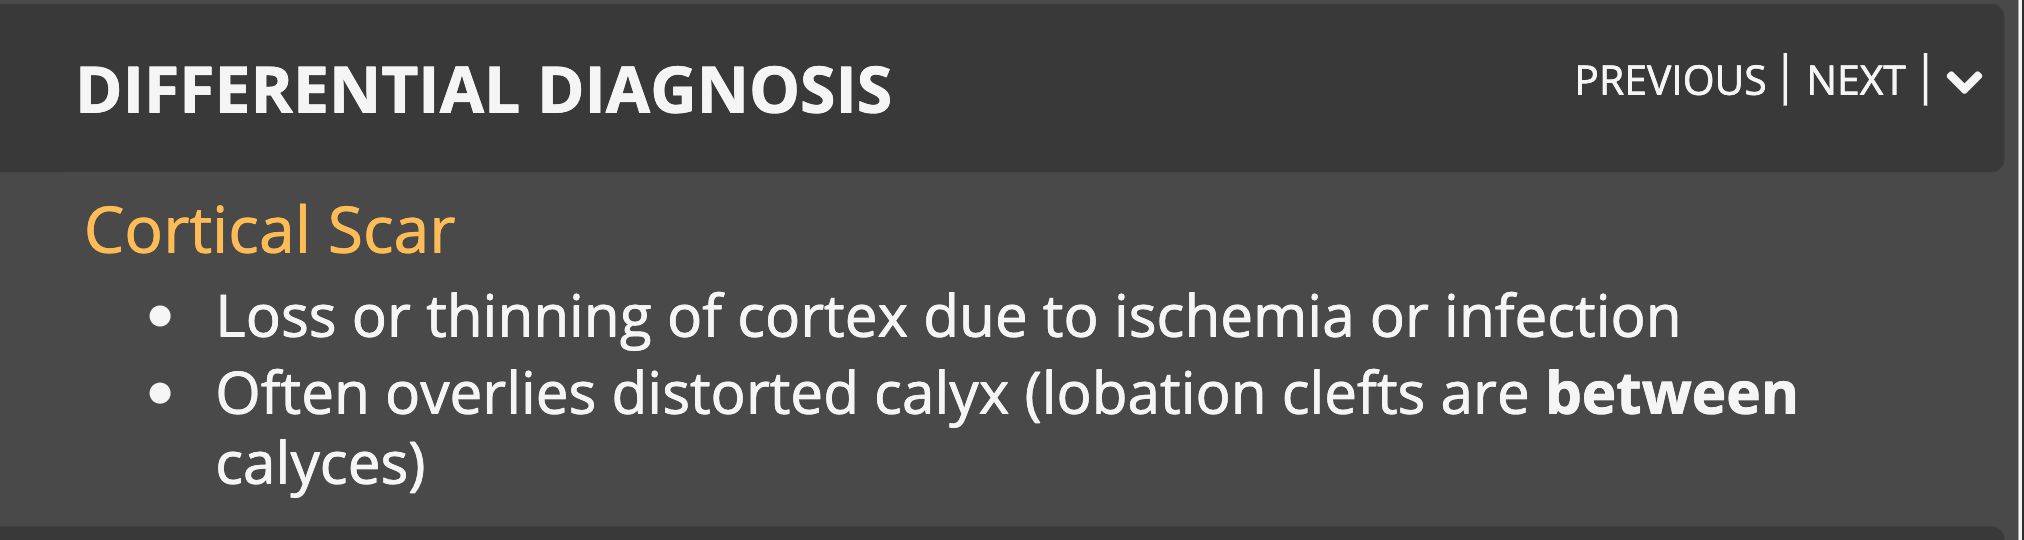 DIFFERENTIAL DIAGNOSIS
PREVIOUS | NEXT |
Cortical Scar
• Loss or thinning of cortex due to ischemia or infection
• Often overlies distorted calyx (lobation clefts are between
calyces)